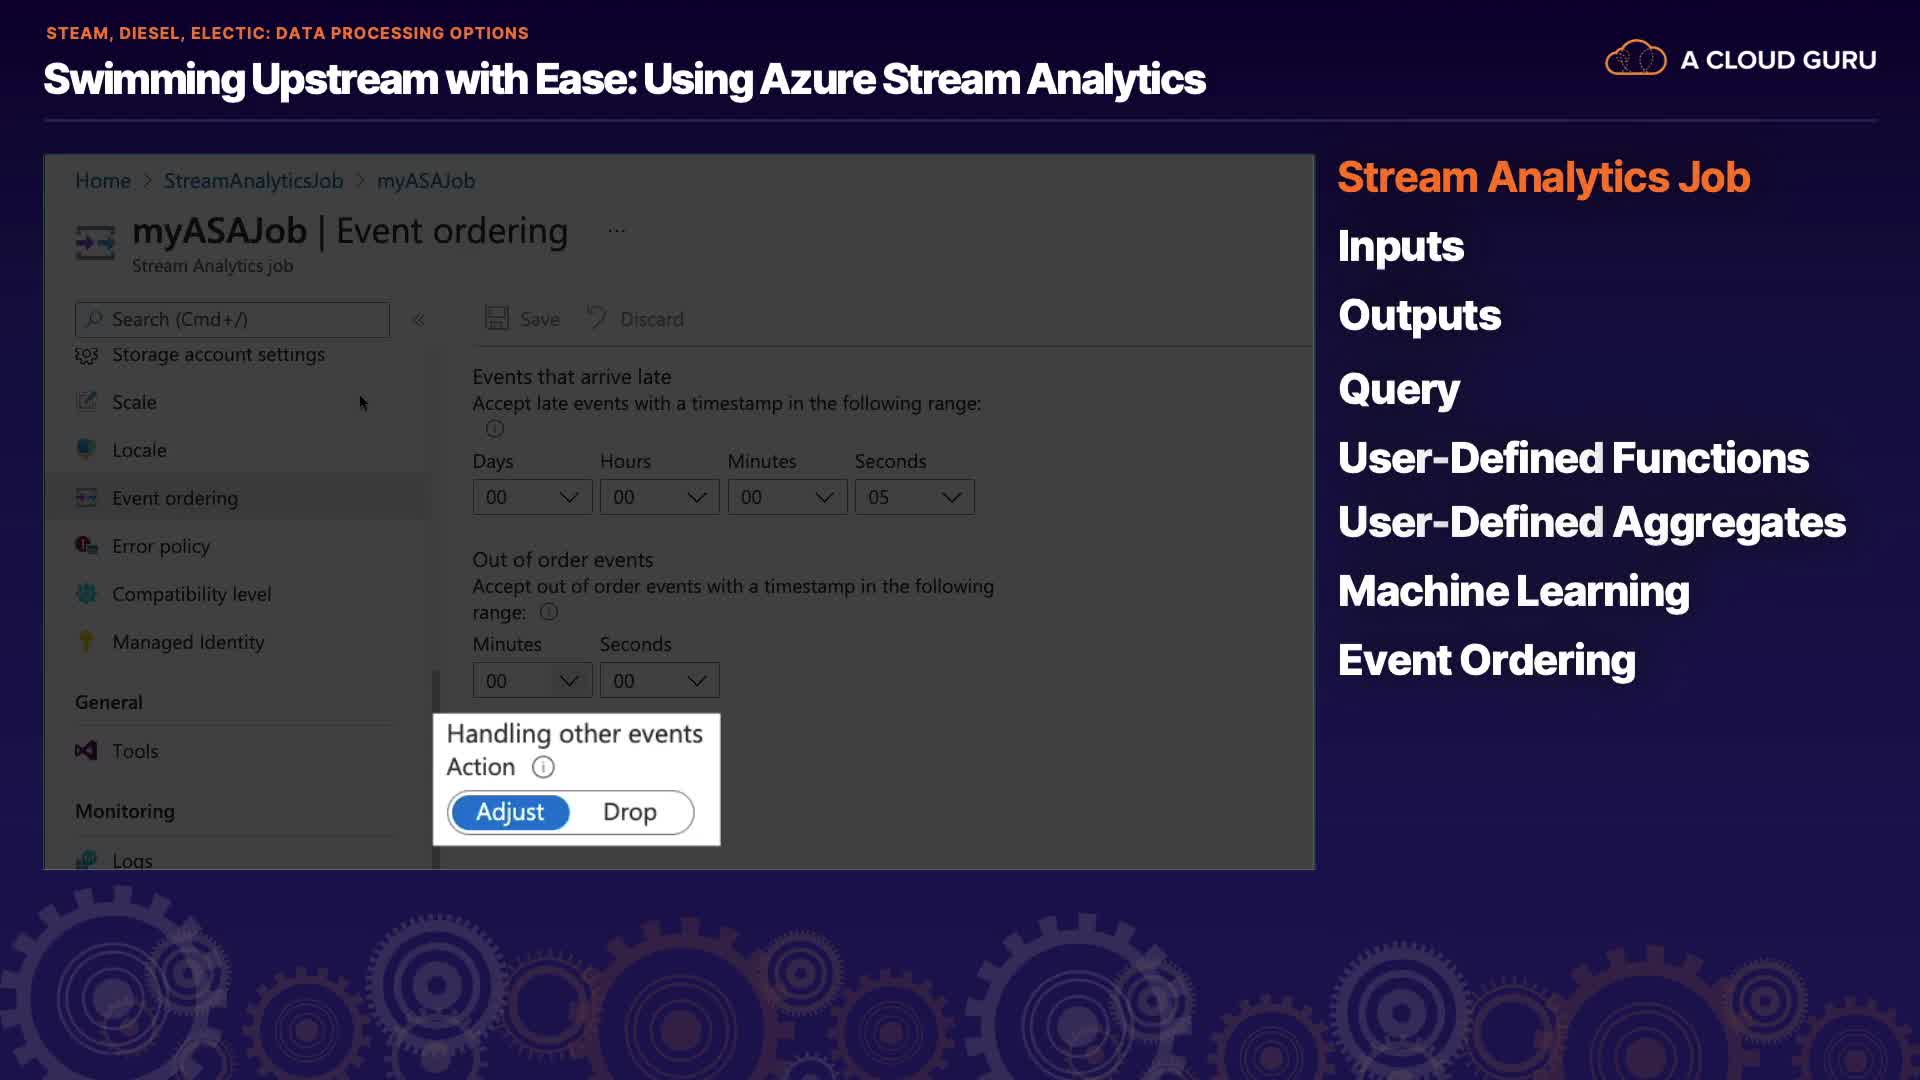 STEAM, DIESEL, ELECTIC: DATA PROCESSING OPTIONS
Swimming Upstream with Ease: Using Azure Stream Analytics
A CLOUD GURU
Home > StreamAnalyticsJob > myASAJob
myASAJob | Event ordering ...
Stream Analytics job
Search (Cmd+/)
«
Save
Discard
Storage account settings
Scale
Locale
Event ordering
Error policy
Compatibility level
Managed Identity
General
Tools
Monitoring
Logs
Events that arrive late
Accept late events with a timestamp in the following range:
Days Hours Minutes Seconds
00 00 00 05
Out of order events
Accept out of order events with a timestamp in the following
range:
Minutes Seconds
00 00
Handling other events
Action
Adjust Drop
Stream Analytics Job
Inputs
Outputs
Query
User-Defined Functions
User-Defined Aggregates
Machine Learning
Event Ordering